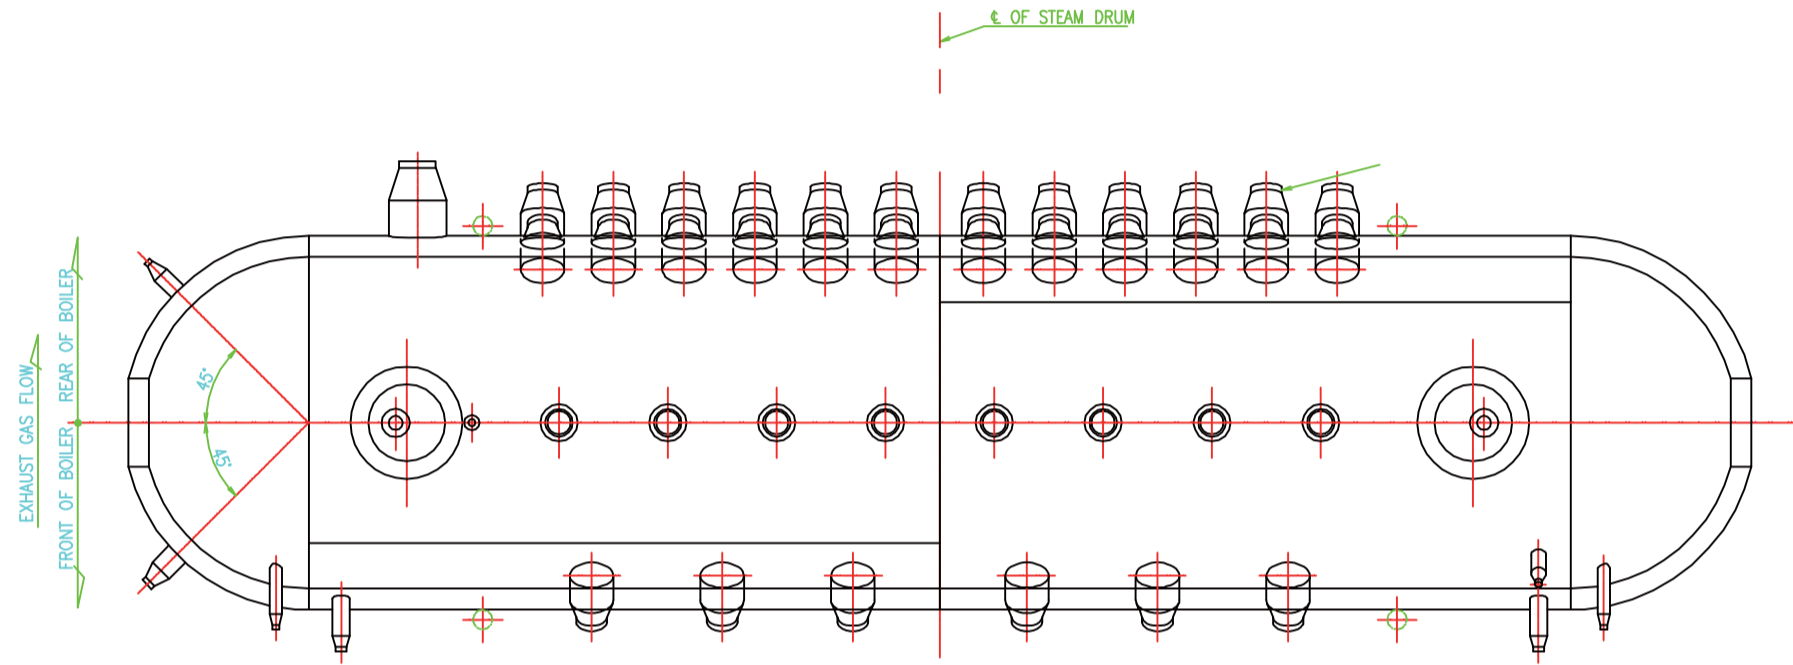 ℄ OF STEAM DRUM
EXHAUST GAS FLOW
REAR OF BOILER
FRONT OF BOILER
45°
45°